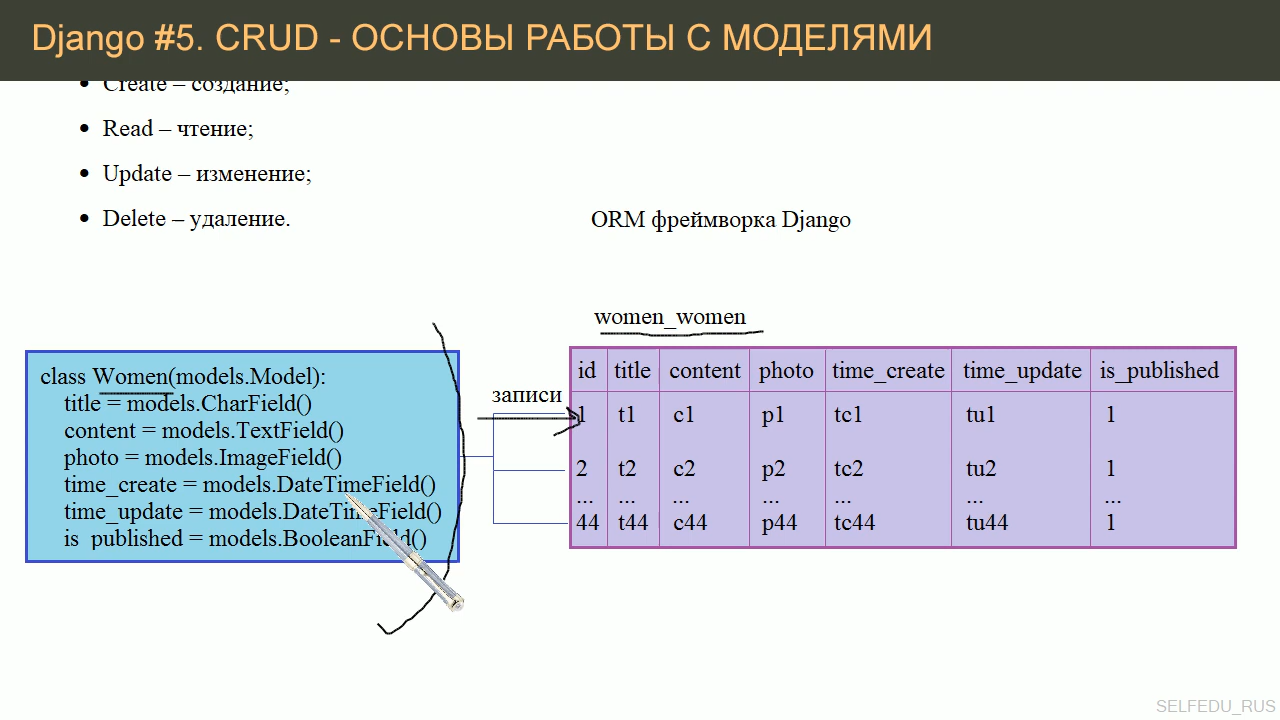 Django #5. CRUD - ОСНОВЫ РАБОТЫ С МОДЕЛЯМИ
• Create – создание;
• Read – чтение;
• Update – изменение;
• Delete – удаление.
ORM фреймворка Django
women_women
class Women(models.Model):
title = models.CharField()
content = models.TextField()
photo = models.ImageField()
time_create = models.DateTimeField()
time_update = models.DateTimeField()
is_published = models.BooleanField()
записи
id title content photo time_create time_update is_published
1 t1 c1 p1 tc1 tu1 1
2 t2 c2 p2 tc2 tu2 1
... ... ... ... ... ... ...
44 t44 c44 p44 tc44 tu44 1
SELFEDU_RUS